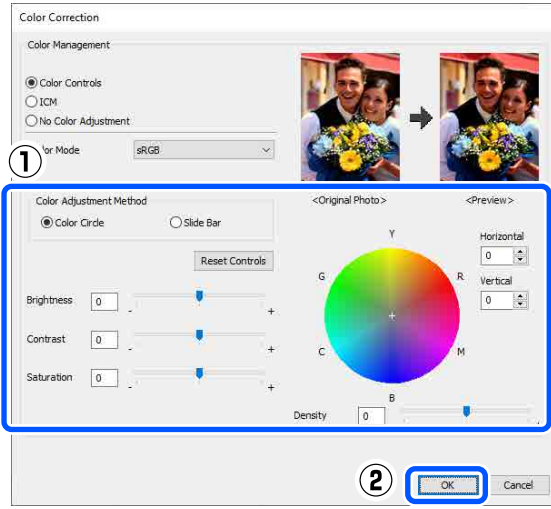 Color Correction
Color Management
Color Controls
ICM
No Color Adjustment
①
or Mode
sRGB
Color Adjustment Method
<Original Photo>
<Preview>
Color Circle
Slide Bar
Y
Horizontal
0
Reset Controls
G
R
Vertical
0
Brightness
0
-
+
Contrast
0
-
+
C
M
Saturation
0
-
+
B
Density
0
②
OK
Cancel